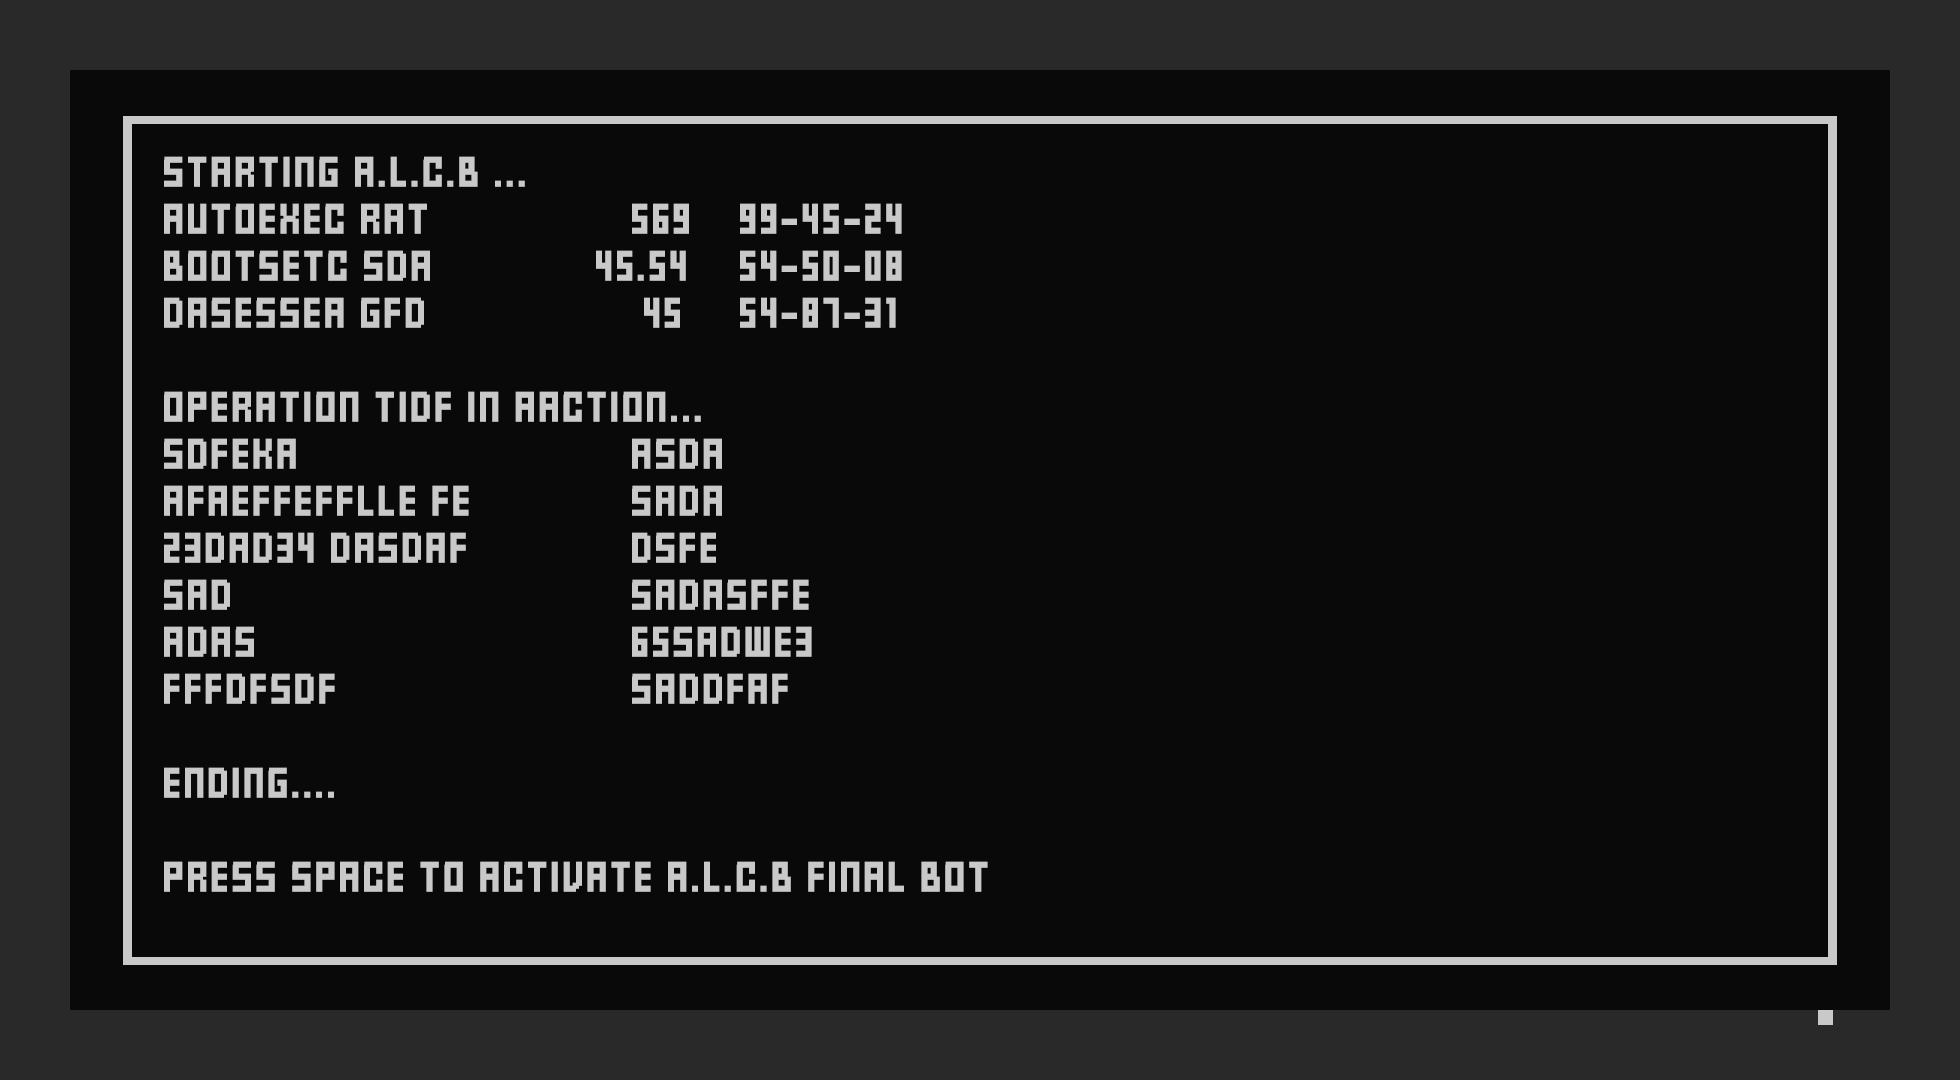 STARTING A.L.C.B ...
AUTOEXEC RAT 569 99-45-24
BOOTSETC SDA 45.54 54-50-08
DASESSEA GFD 45 54-87-31
OPERATION TIDF IN AACTION...
SDFEKA ASDA
AFAEFFEFFLLE FE SADA
23DAD34 DASDAF DSFE
SAD SADASFFE
ADAS 65SADWE3
FFFDFSDF SADDFAF
ENDING....
PRESS SPACE TO ACTIVATE A.L.C.B FINAL BOT